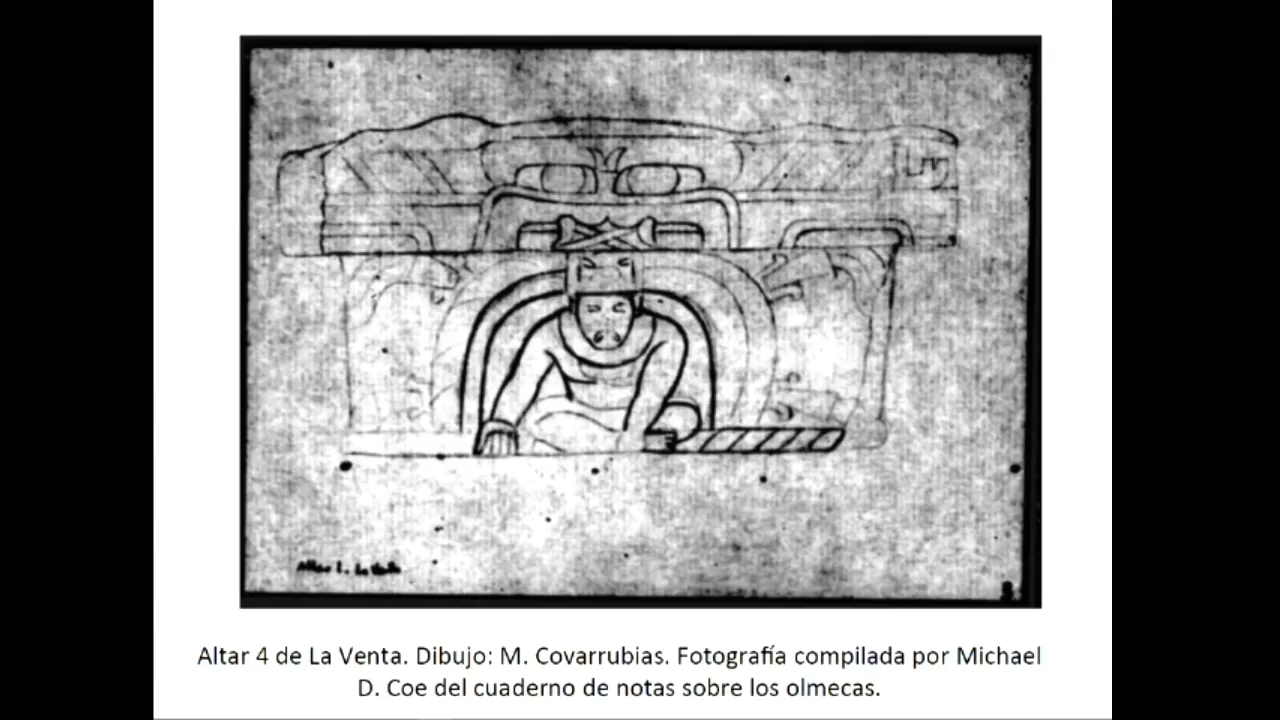 Altar 4 de La Venta. Dibujo: M. Covarrubias. Fotografía compilada por Michael
D. Coe del cuaderno de notas sobre los olmecas.